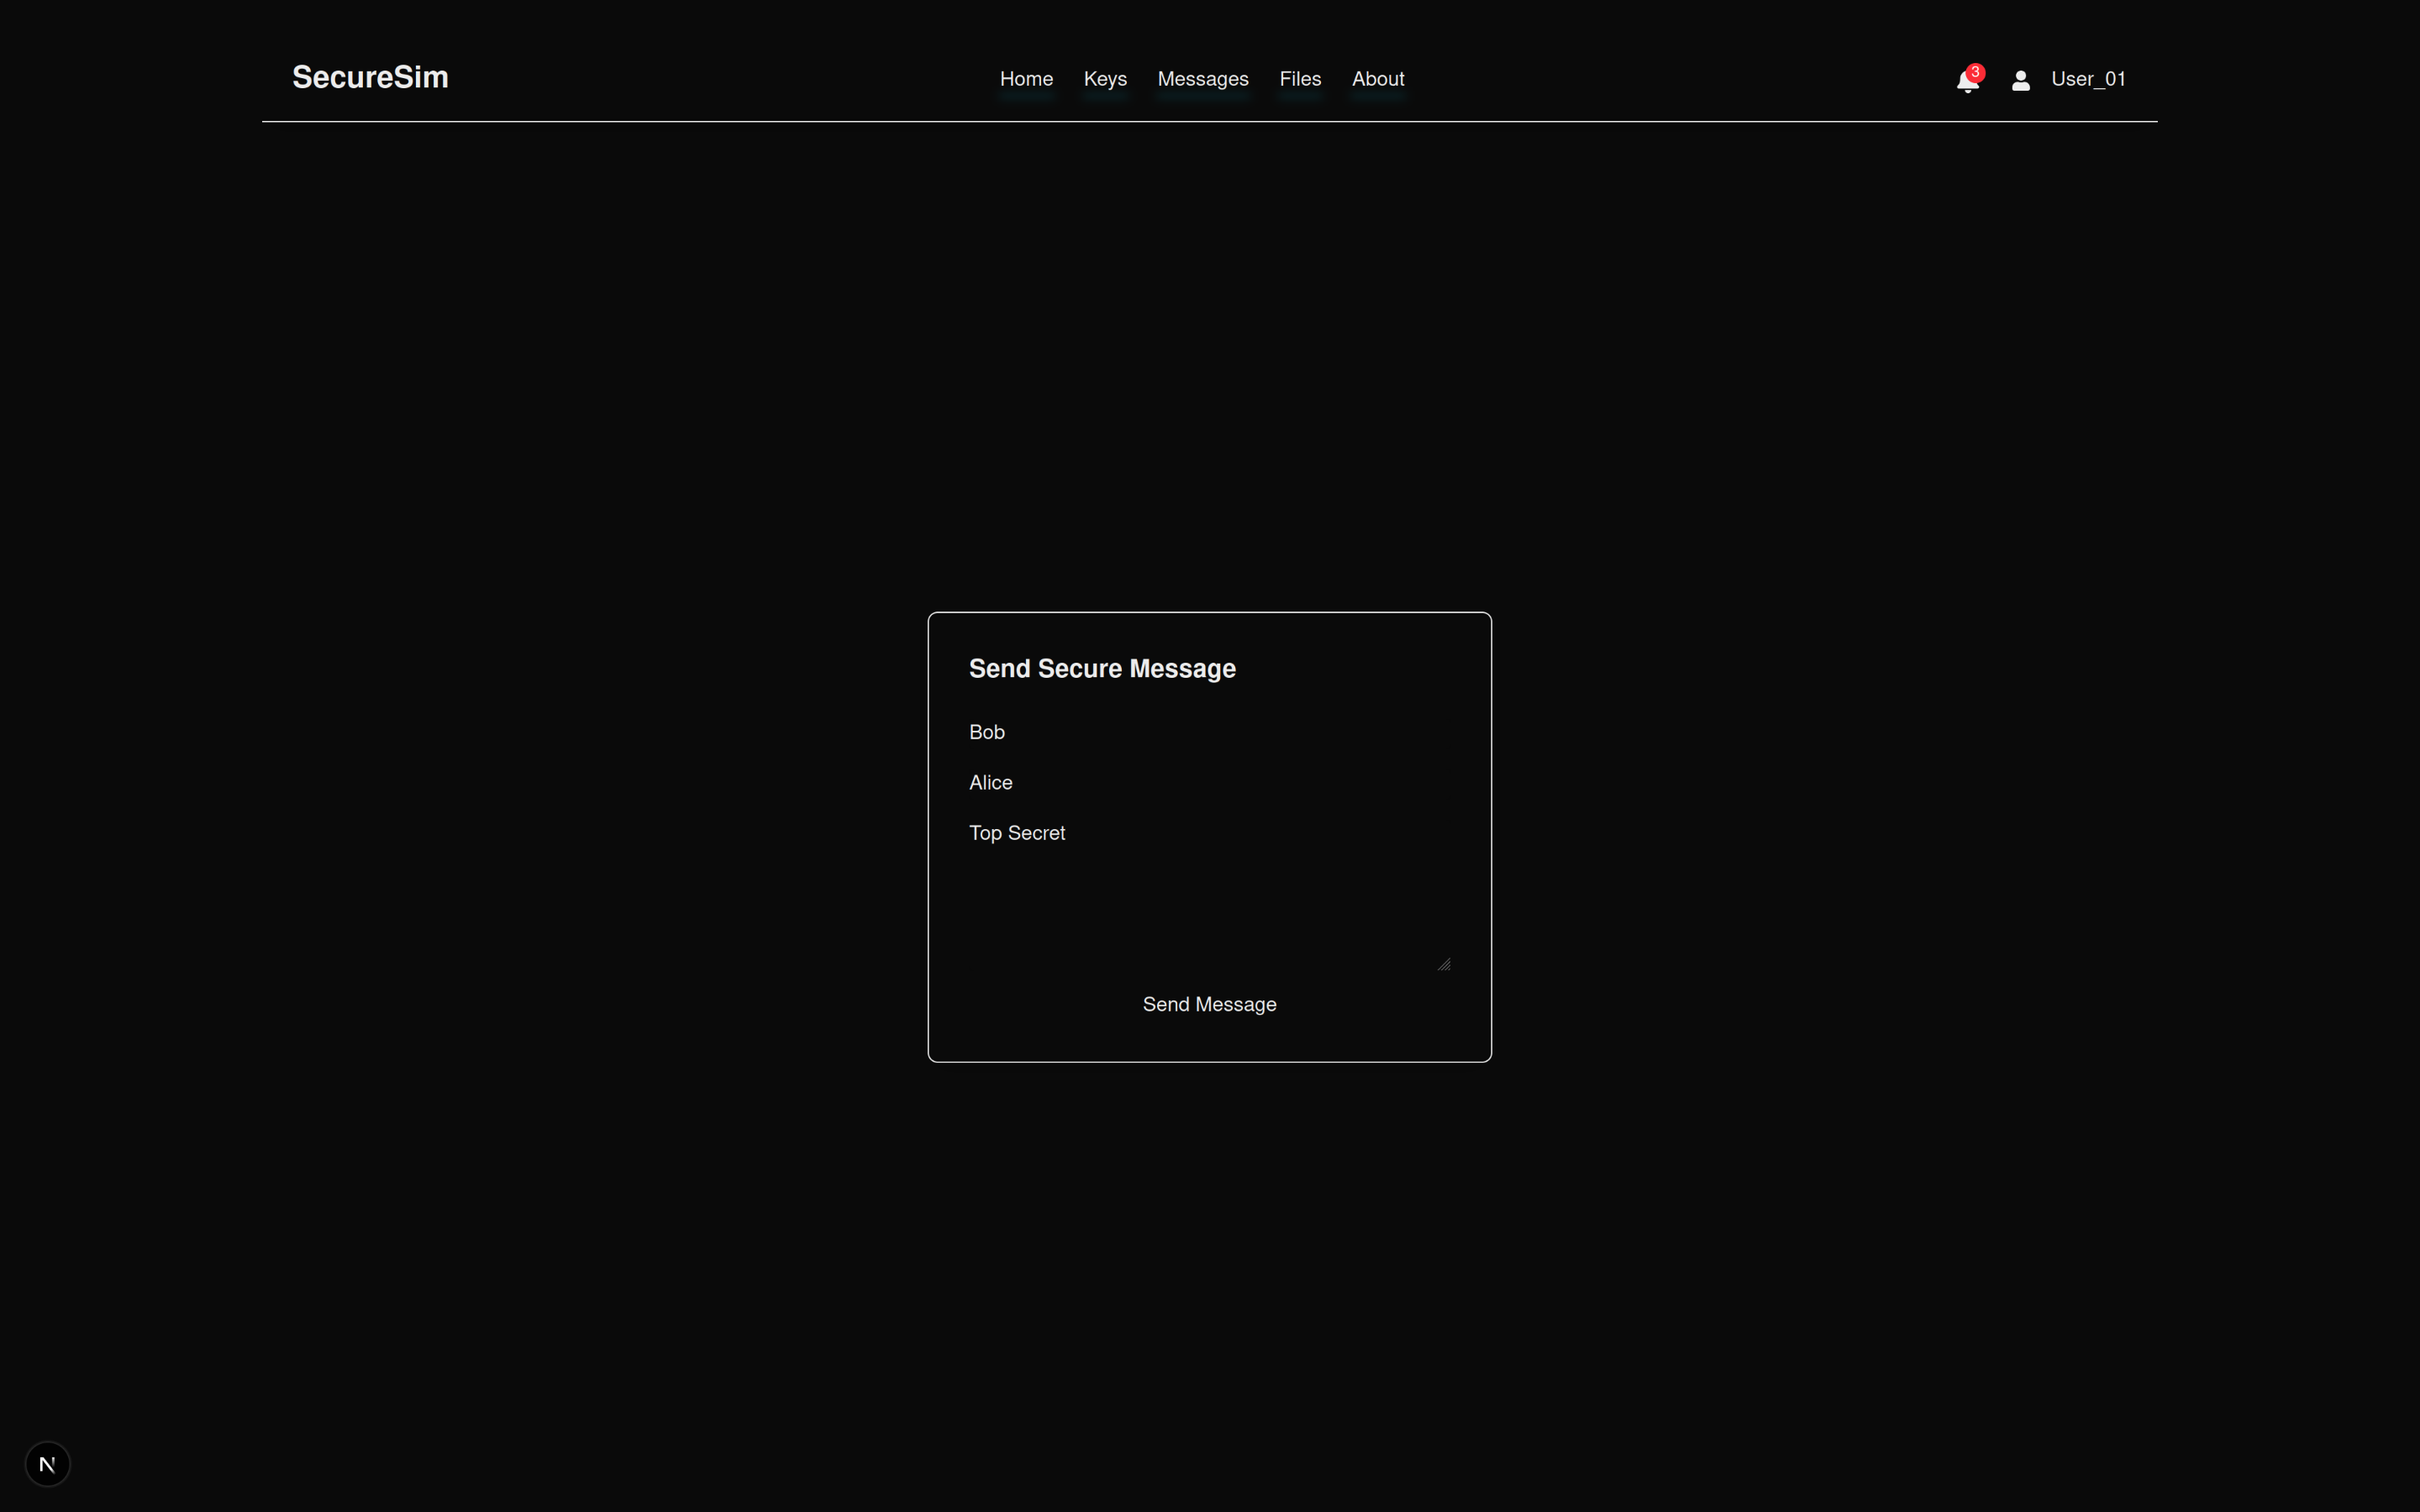 SecureSim
Home Keys Messages Files About
3
User_01
Send Secure Message
Bob
Alice
Top Secret
Send Message
N